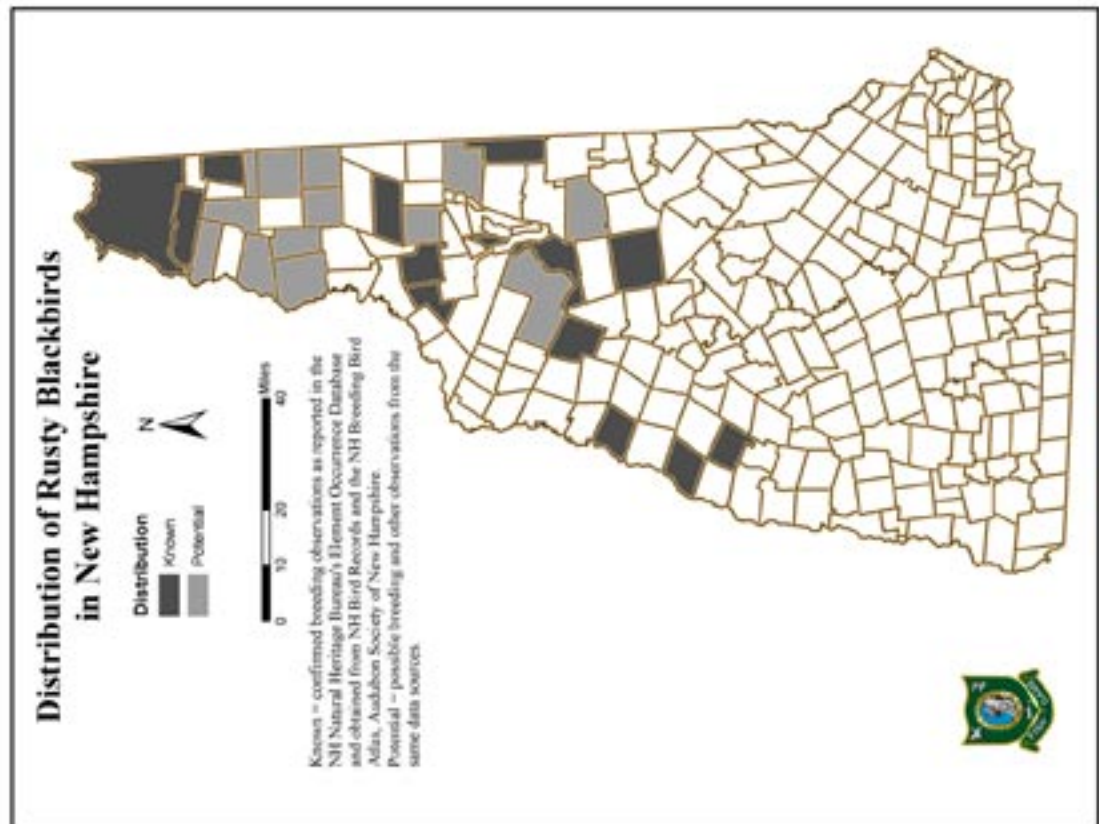 Distribution of Rusty Blackbirds
in New Hampshire
Distribution
Known
Potential
N
0 10 20 40 Miles
Known = confirmed breeding observations as reported in the
NH Natural Heritage Bureau's Element Occurrence Database
and obtained from NH Bird Records and the NH Breeding Bird
Atlas, Audubon Society of New Hampshire.
Potential = possible breeding and other observations from the
same data sources.